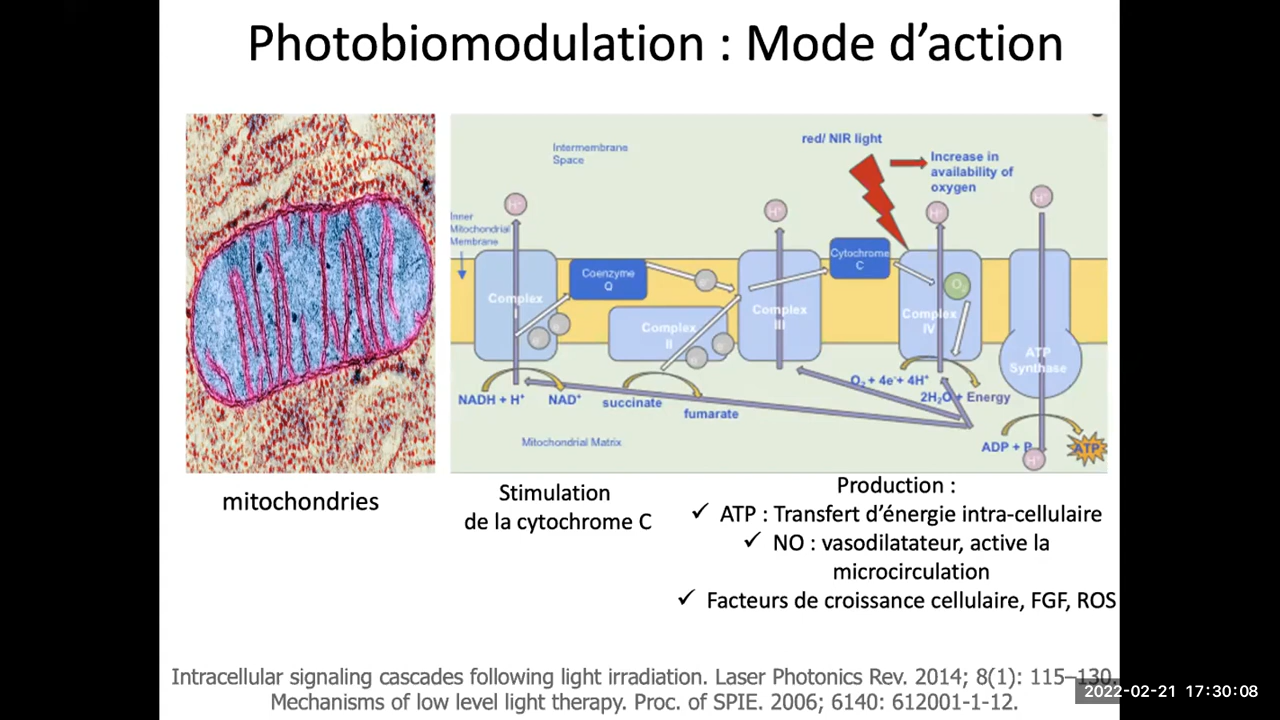 Photobiomodulation : Mode d’action
Intermembrane
Space
red/ NIR light
Increase in
availability of
oxygen
H⁺
H⁺
H⁺
H⁺
Inner
Mitochondrial
Membrane
Coenzyme
Q
Cytochrome
C
Complex
I
Complex
II
Complex
III
Complex
IV
O₂
ATP
Synthase
e⁻
e⁻
e⁻
e⁻
e⁻
NADH + H⁺
NAD⁺
succinate
fumarate
O₂ + 4e⁻+ 4H⁺
2H₂O + Energy
Mitochondrial Matrix
ADP + P
H⁺
ATP
mitochondries
Stimulation
de la cytochrome C
Production :
✓ ATP : Transfert d’énergie intra-cellulaire
✓ NO : vasodilatateur, active la
microcirculation
✓ Facteurs de croissance cellulaire, FGF, ROS
Intracellular signaling cascades following light irradiation. Laser Photonics Rev. 2014; 8(1): 115–130.
Mechanisms of low level light therapy. Proc. of SPIE. 2006; 6140: 612001-1-12.
2022-02-21 17:30:08